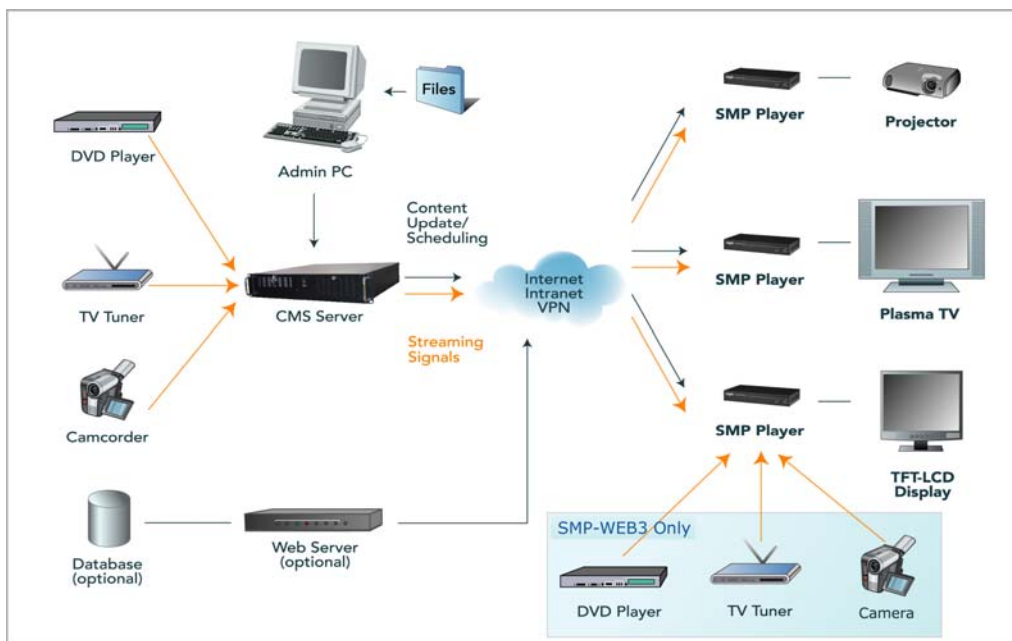 Files
DVD Player
Admin PC
SMP Player
Projector
Content
Update/
Scheduling
TV Tuner
CMS Server
Internet
Intranet
VPN
SMP Player
Plasma TV
Streaming
Signals
Camcorder
SMP Player
TFT-LCD
Display
Database
(optional)
Web Server
(optional)
SMP-WEB3 Only
DVD Player
TV Tuner
Camera